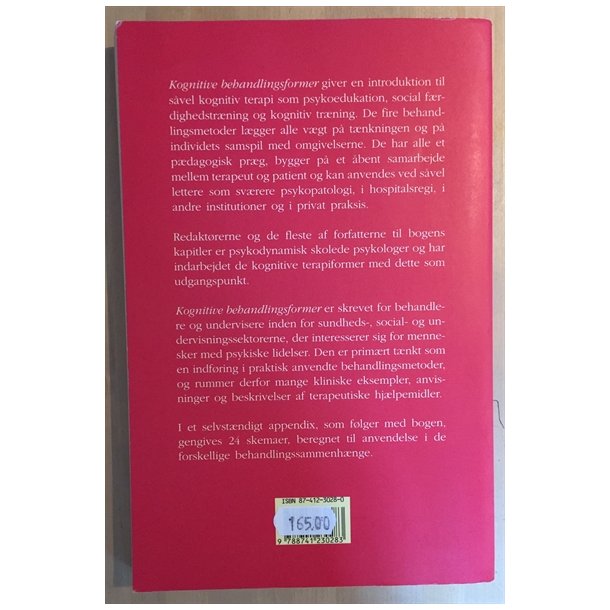 Kognitive behandlingsformer giver en introduktion til
såvel kognitiv terapi som psykoedukation, social fær-
dighedstræning og kognitiv træning. De fire behand-
lingsmetoder lægger alle vægt på tænkningen og på
individets samspil med omgivelserne. De har alle et
pædagogisk præg, bygger på et åbent samarbejde
mellem terapeut og patient og kan anvendes ved såvel
lettere som sværere psykopatologi, i hospitalsregi, i
andre institutioner og i privat praksis.
Redaktørerne og de fleste af forfatterne til bogens
kapitler er psykodynamisk skolede psykologer og har
indarbejdet de kognitive terapiformer med dette som
udgangspunkt.
Kognitive behandlingsformer er skrevet for behandle-
re og undervisere inden for sundheds-, social- og un-
dervisningssektorerne, der interesserer sig for menne-
sker med psykiske lidelser. Den er primært tænkt som
en indføring i praktisk anvendte behandlingsmetoder,
og rummer derfor mange kliniske eksempler, anvis-
ninger og beskrivelser af terapeutiske hjælpemidler.
I et selvstændigt appendix, som følger med bogen,
gengives 24 skemaer, beregnet til anvendelse i de
forskellige behandlingssammenhænge.
ISBN 87-412-3028-0
165,00
9 788741 230283